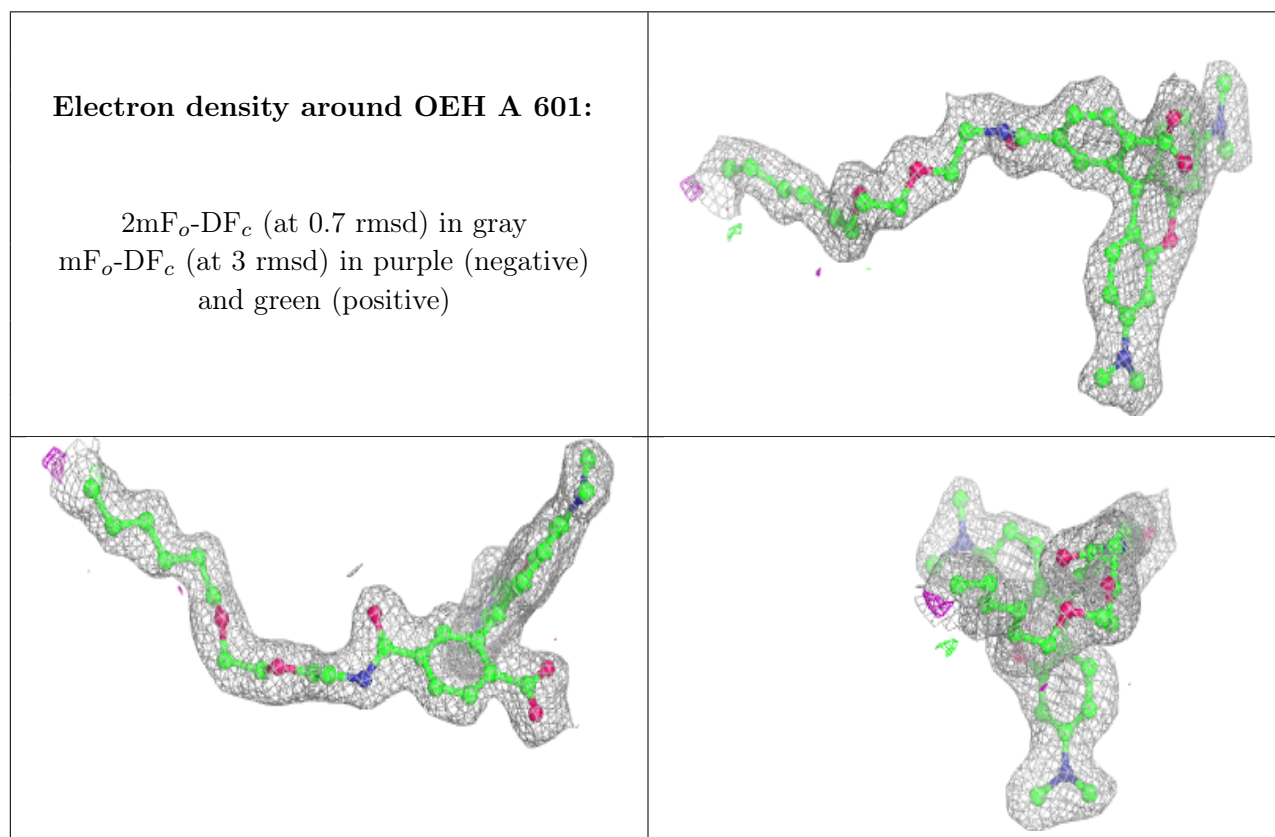 Electron density around OEH A 601:
2mFo-DFc (at 0.7 rmsd) in gray
mFo-DFc (at 3 rmsd) in purple (negative)
and green (positive)